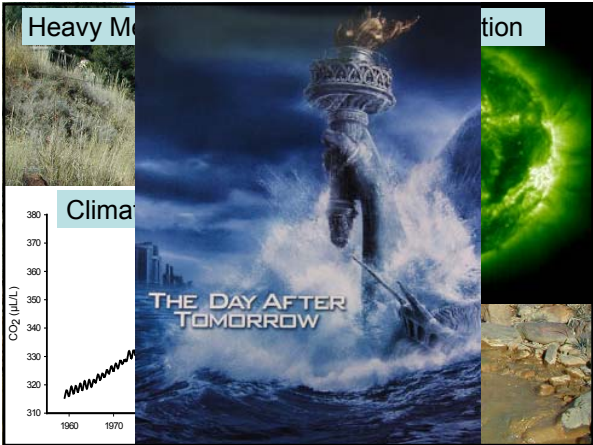 Heavy M
tion
Clima
THE DAY AFTER
TOMORROW
CO2 (µL/L)
380
370
360
350
340
330
320
310
1960
1970